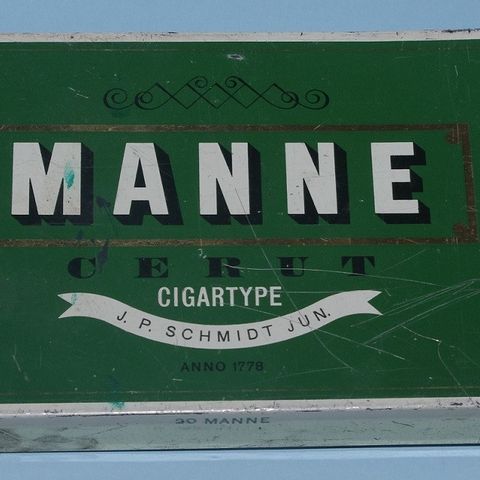 MANNE
CERUT
CIGARTYPE
J. P. SCHMIDT JUN.
ANNO 1778
20 MANNE